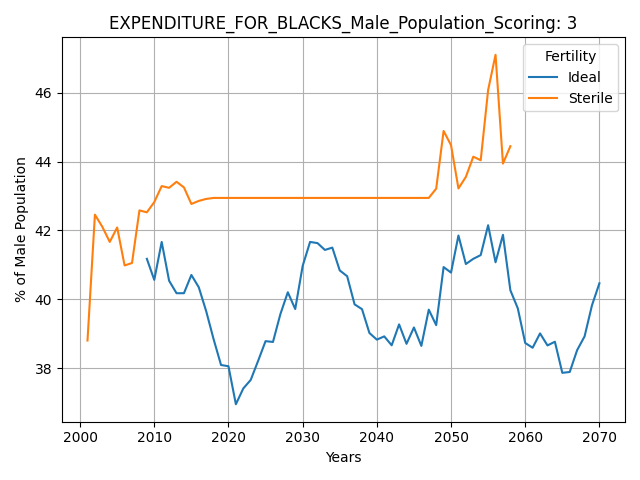 EXPENDITURE_FOR_BLACKS_Male_Population_Scoring: 3
Fertility
Ideal
Sterile
% of Male Population
46
44
42
40
38
2000 2010 2020 2030 2040 2050 2060 2070
Years